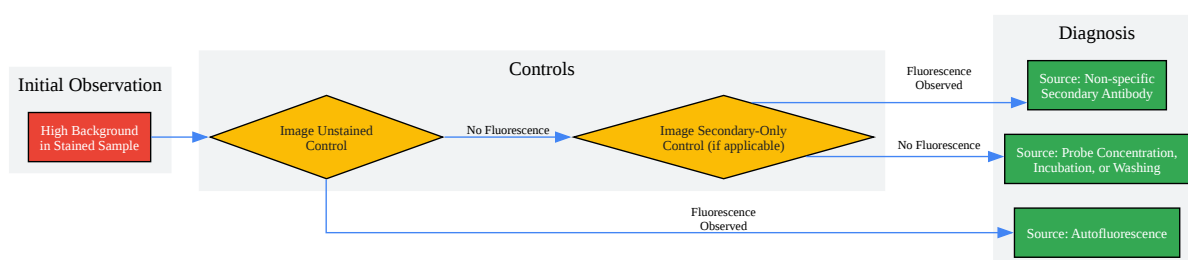 Initial Observation
High Background
in Stained Sample
Controls
Image Unstained
Control
No Fluorescence
Image Secondary-Only
Control (if applicable)
Fluorescence
Observed
No Fluorescence
Fluorescence
Observed
Diagnosis
Source: Non-specific
Secondary Antibody
Source: Probe Concentration,
Incubation, or Washing
Source: Autofluorescence